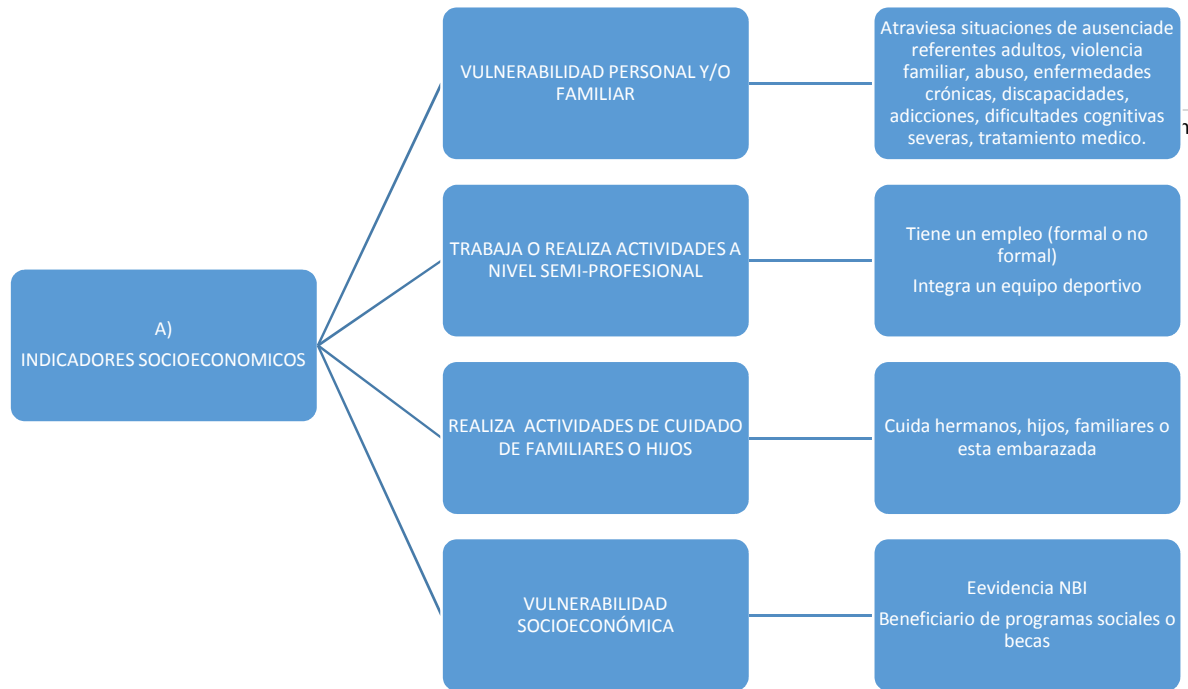 A)
INDICADORES SOCIOECONOMICOS
VULNERABILIDAD PERSONAL Y/O
FAMILIAR
Atraviesa situaciones de ausenciade
referentes adultos, violencia
familiar, abuso, enfermedades
crónicas, discapacidades,
adicciones, dificultades cognitivas
severas, tratamiento medico.
TRABAJA O REALIZA ACTIVIDADES A
NIVEL SEMI-PROFESIONAL
Tiene un empleo (formal o no
formal)
Integra un equipo deportivo
REALIZA ACTIVIDADES DE CUIDADO
DE FAMILIARES O HIJOS
Cuida hermanos, hijos, familiares o
esta embarazada
VULNERABILIDAD
SOCIOECONÓMICA
Eevidencia NBI
Beneficiario de programas sociales o
becas